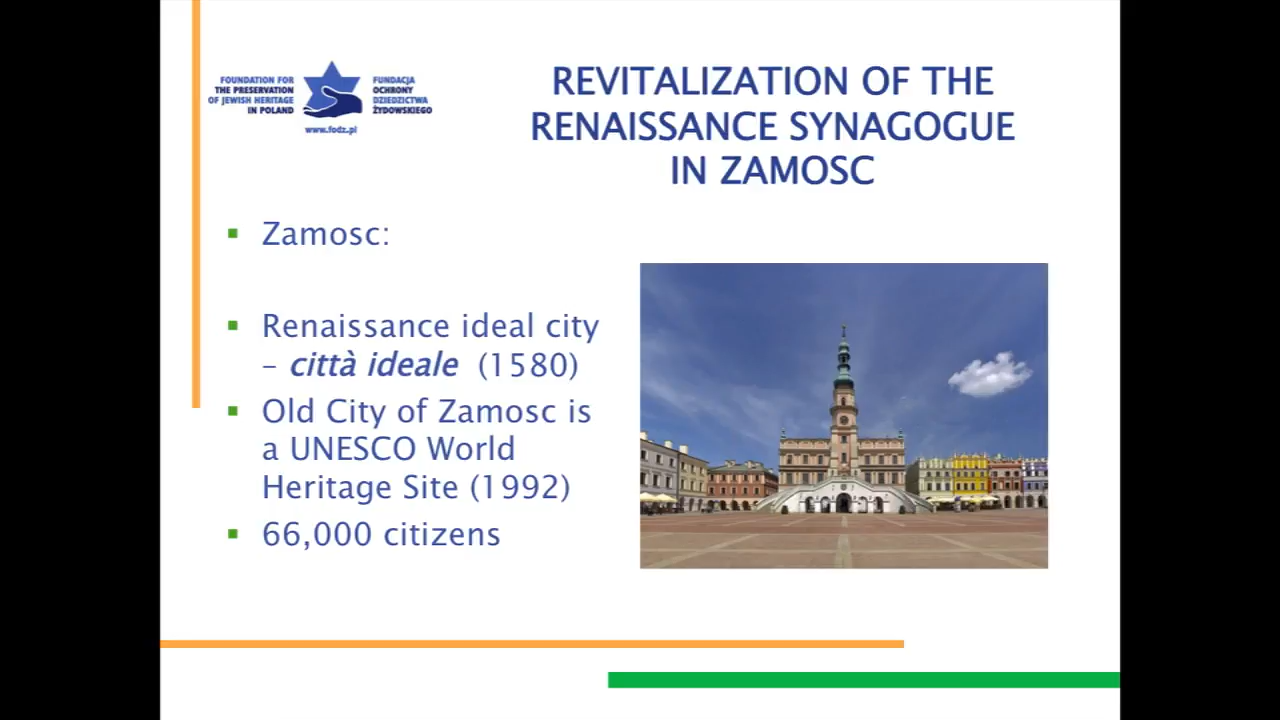 FOUNDATION FOR
THE PRESERVATION
OF JEWISH HERITAGE
IN POLAND
FUNDACJA
OCHRONY
DZIEDZICTWA
ŻYDOWSKIEGO
www.fodz.pl
REVITALIZATION OF THE
RENAISSANCE SYNAGOGUE
IN ZAMOSC
▪ Zamosc:
▪ Renaissance ideal city
– città ideale (1580)
▪ Old City of Zamosc is
a UNESCO World
Heritage Site (1992)
▪ 66,000 citizens